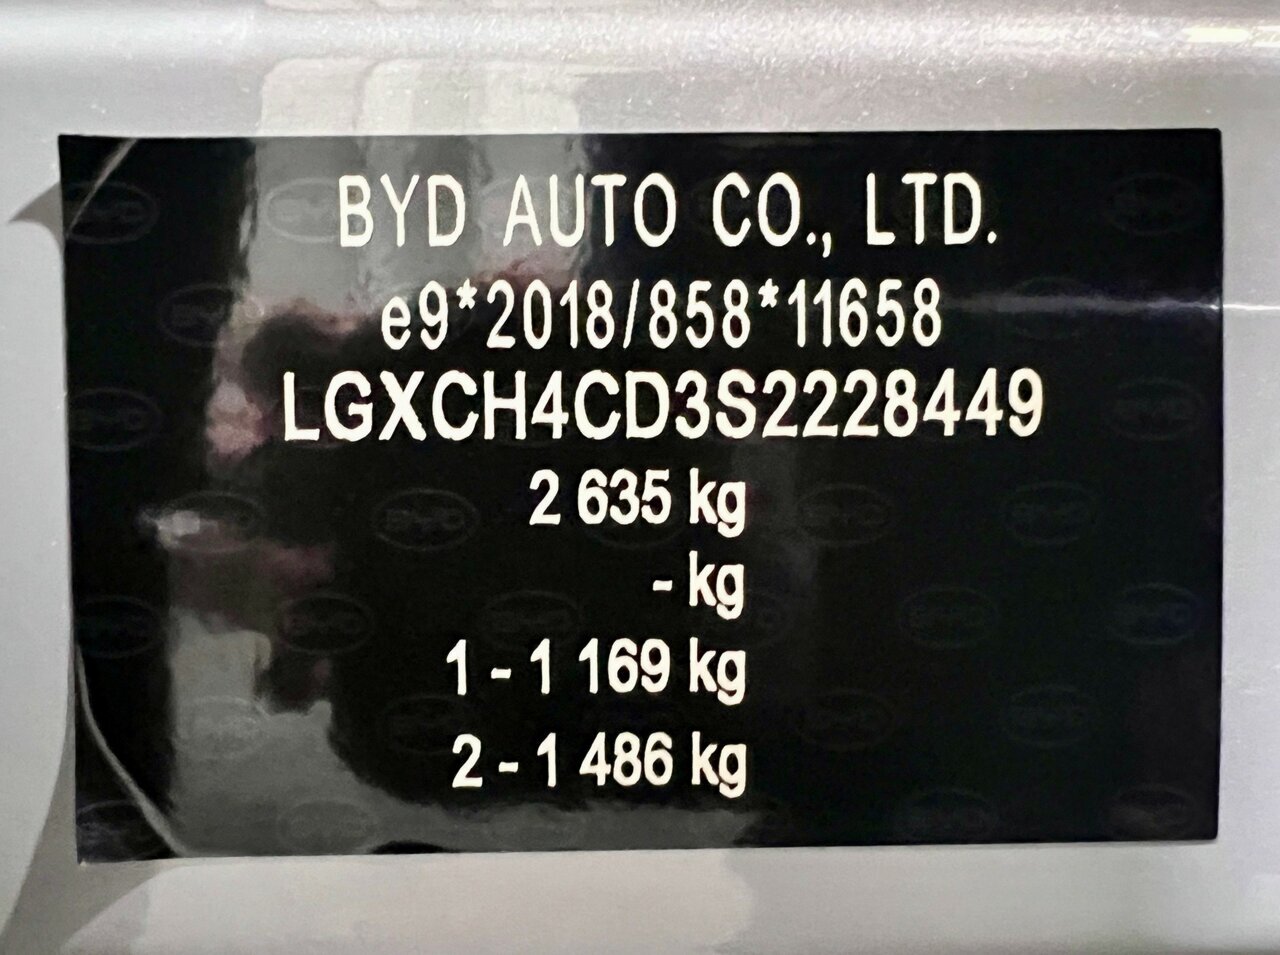 BYD AUTO CO., LTD.
e9*2018/858*11658
LGXCH4CD3S2228449
2 635 kg
- kg
1 - 1 169 kg
2 - 1 486 kg